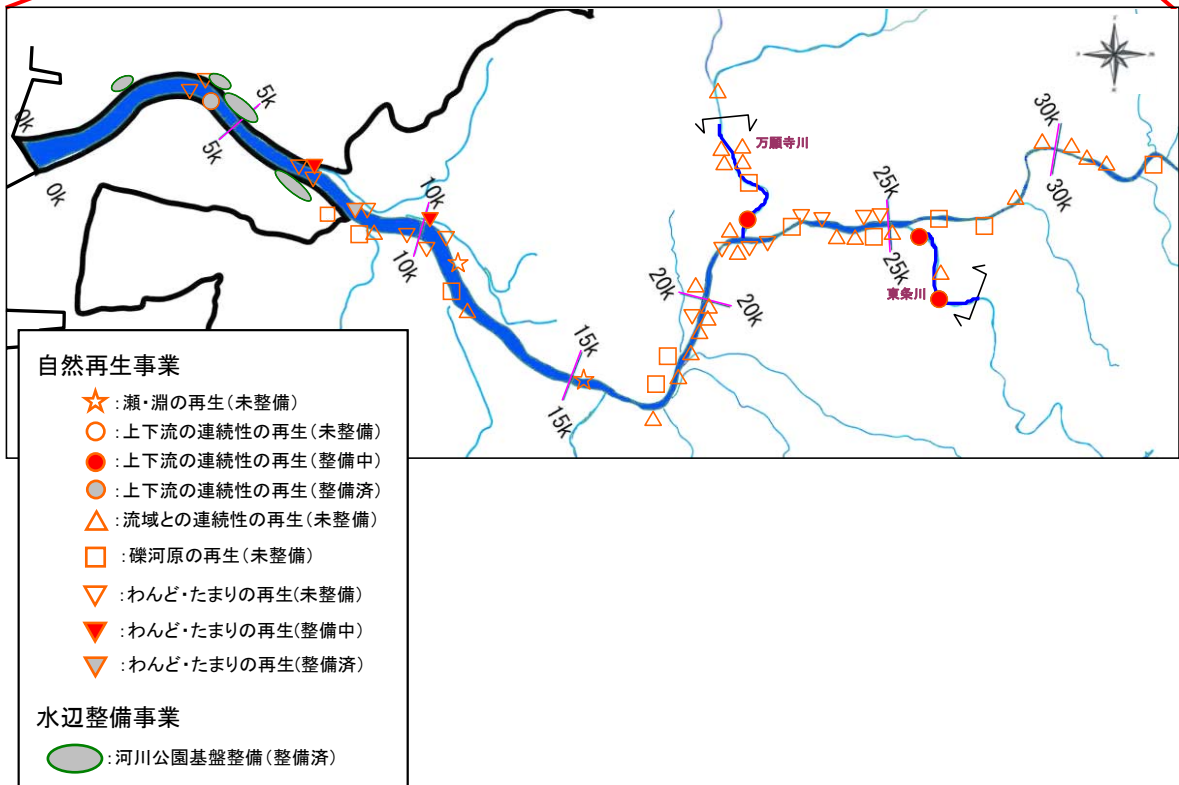 0k
0k
5k
5k
10k
10k
15k
15k
20k
20k
万願寺川
25k
25k
東条川
30k
30k
自然再生事業
:瀬・淵の再生(未整備)
:上下流の連続性の再生(未整備)
:上下流の連続性の再生(整備中)
:上下流の連続性の再生(整備済)
:流域との連続性の再生(未整備)
:礫河原の再生(未整備)
:わんど・たまりの再生(未整備)
:わんど・たまりの再生(整備中)
:わんど・たまりの再生(整備済)
水辺整備事業
:河川公園基盤整備(整備済)